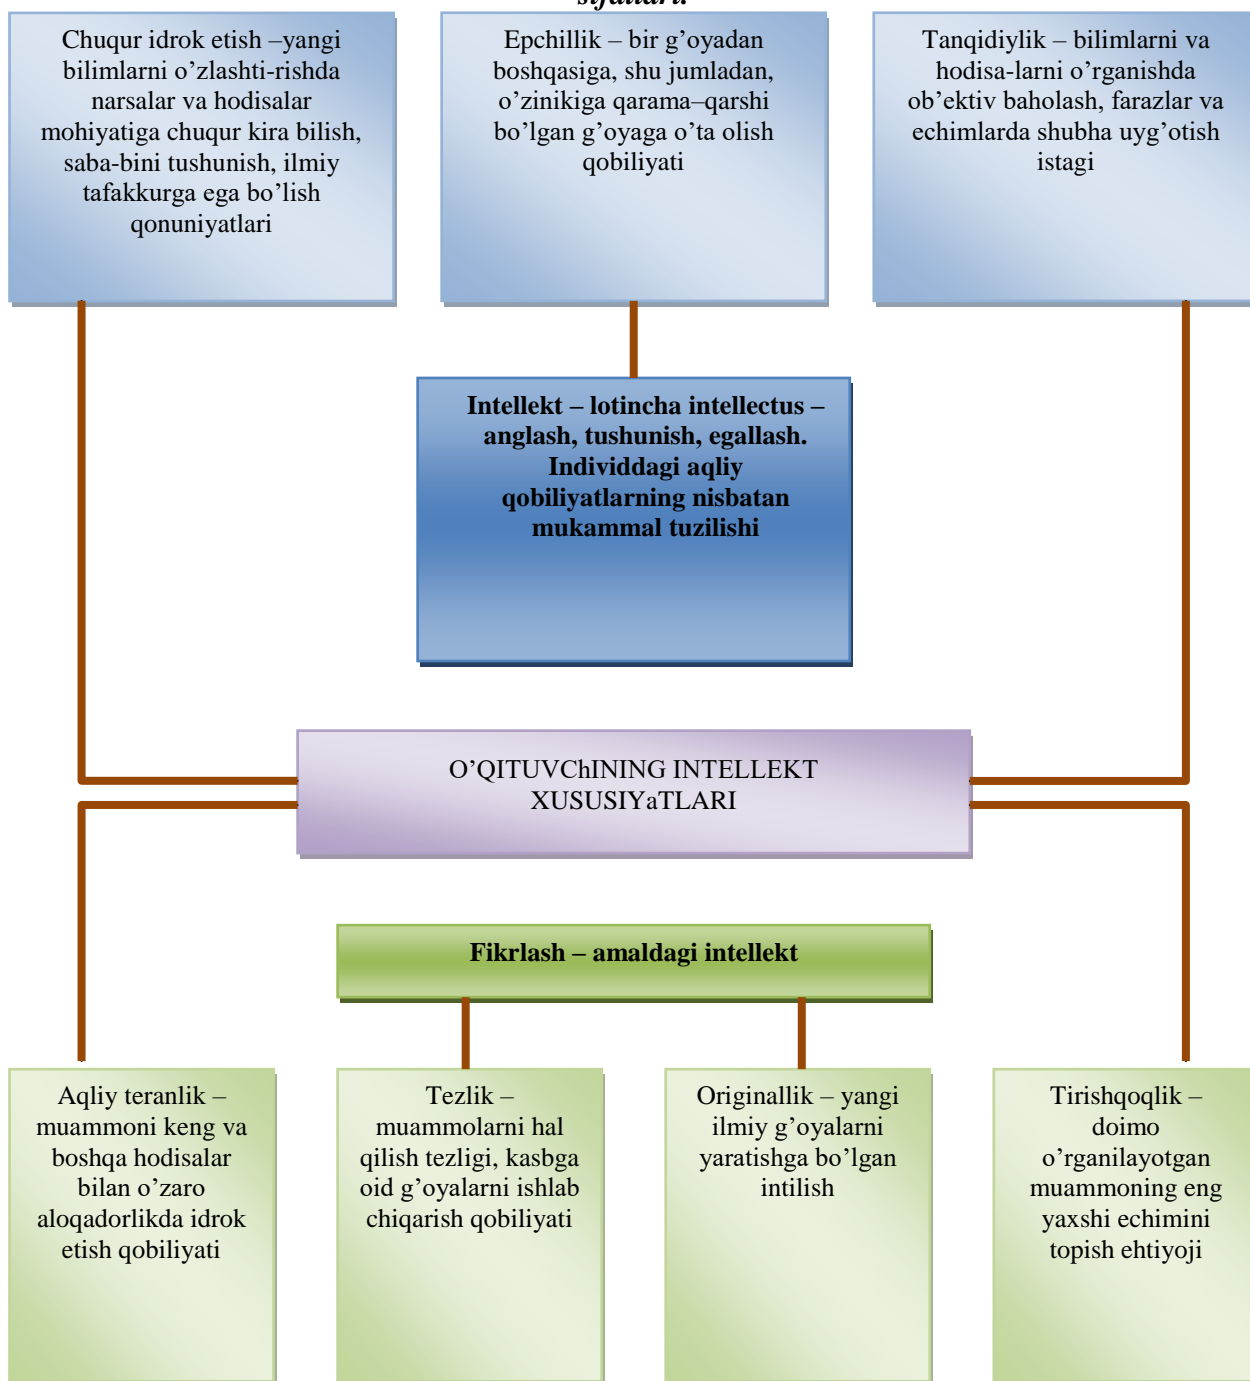 sifatlari.
Chuqur idrok etish –yangi
bilimlarni o’zlashti-rishda
narsalar va hodisalar
mohiyatiga chuqur kira bilish,
saba-bini tushunish, ilmiy
tafakkurga ega bo’lish
qonuniyatlari
Epchillik – bir g’oyadan
boshqasiga, shu jumladan,
o’zinikiga qarama–qarshi
bo’lgan g’oyaga o’ta olish
qobiliyati
Tanqidiylik – bilimlarni va
hodisa-larni o’rganishda
ob’ektiv baholash, farazlar va
echimlarda shubha uyg’otish
istagi
Intellekt – lotincha intellectus –
anglash, tushunish, egallash.
Individdagi aqliy
qobiliyatlarning nisbatan
mukammal tuzilishi
O’QITUVChINING INTELLEKT
XUSUSIYaTLARI
Fikrlash – amaldagi intellekt
Aqliy teranlik –
muammoni keng va
boshqa hodisalar
bilan o’zaro
aloqadorlikda idrok
etish qobiliyati
Tezlik –
muammolarni hal
qilish tezligi, kasbga
oid g’oyalarni ishlab
chiqarish qobiliyati
Originallik – yangi
ilmiy g’oyalarni
yaratishga bo’lgan
intilish
Tirishqoqlik –
doimo
o’rganilayotgan
muammoning eng
yaxshi echimini
topish ehtiyoji